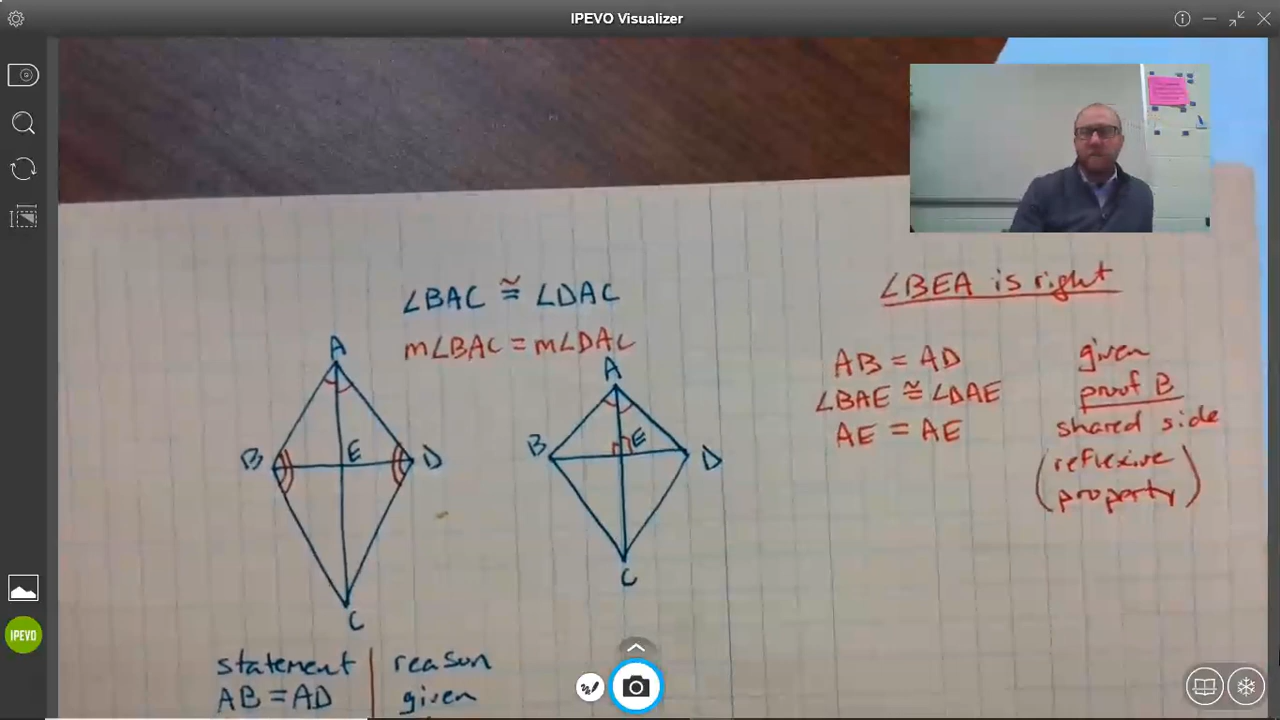 IPEVO Visualizer
∠BAC ≅ ∠DAC
m∠BAC = m∠DAC
A
B
E
D
C
A
B
E
D
C
∠BEA is right
AB = AD given
∠BAE ≅ ∠DAE proof B
AE = AE shared side
(reflexive
property)
statement | reason
AB = AD | given
IPEVO